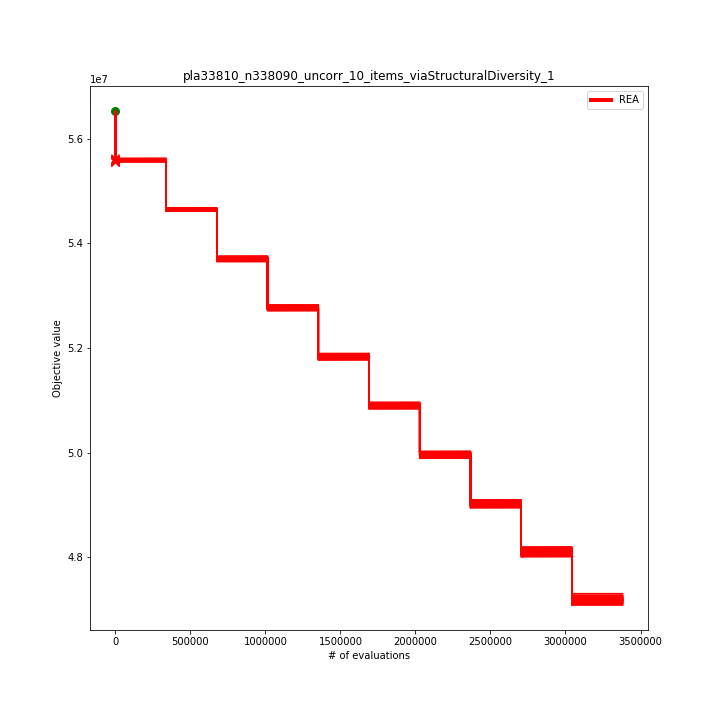 pla33810_n338090_uncorr_10_items_viaStructuralDiversity_1
1e7
REA
5.6
5.4
5.2
5.0
4.8
Objective value
0 500000 1000000 1500000 2000000 2500000 3000000 3500000
# of evaluations